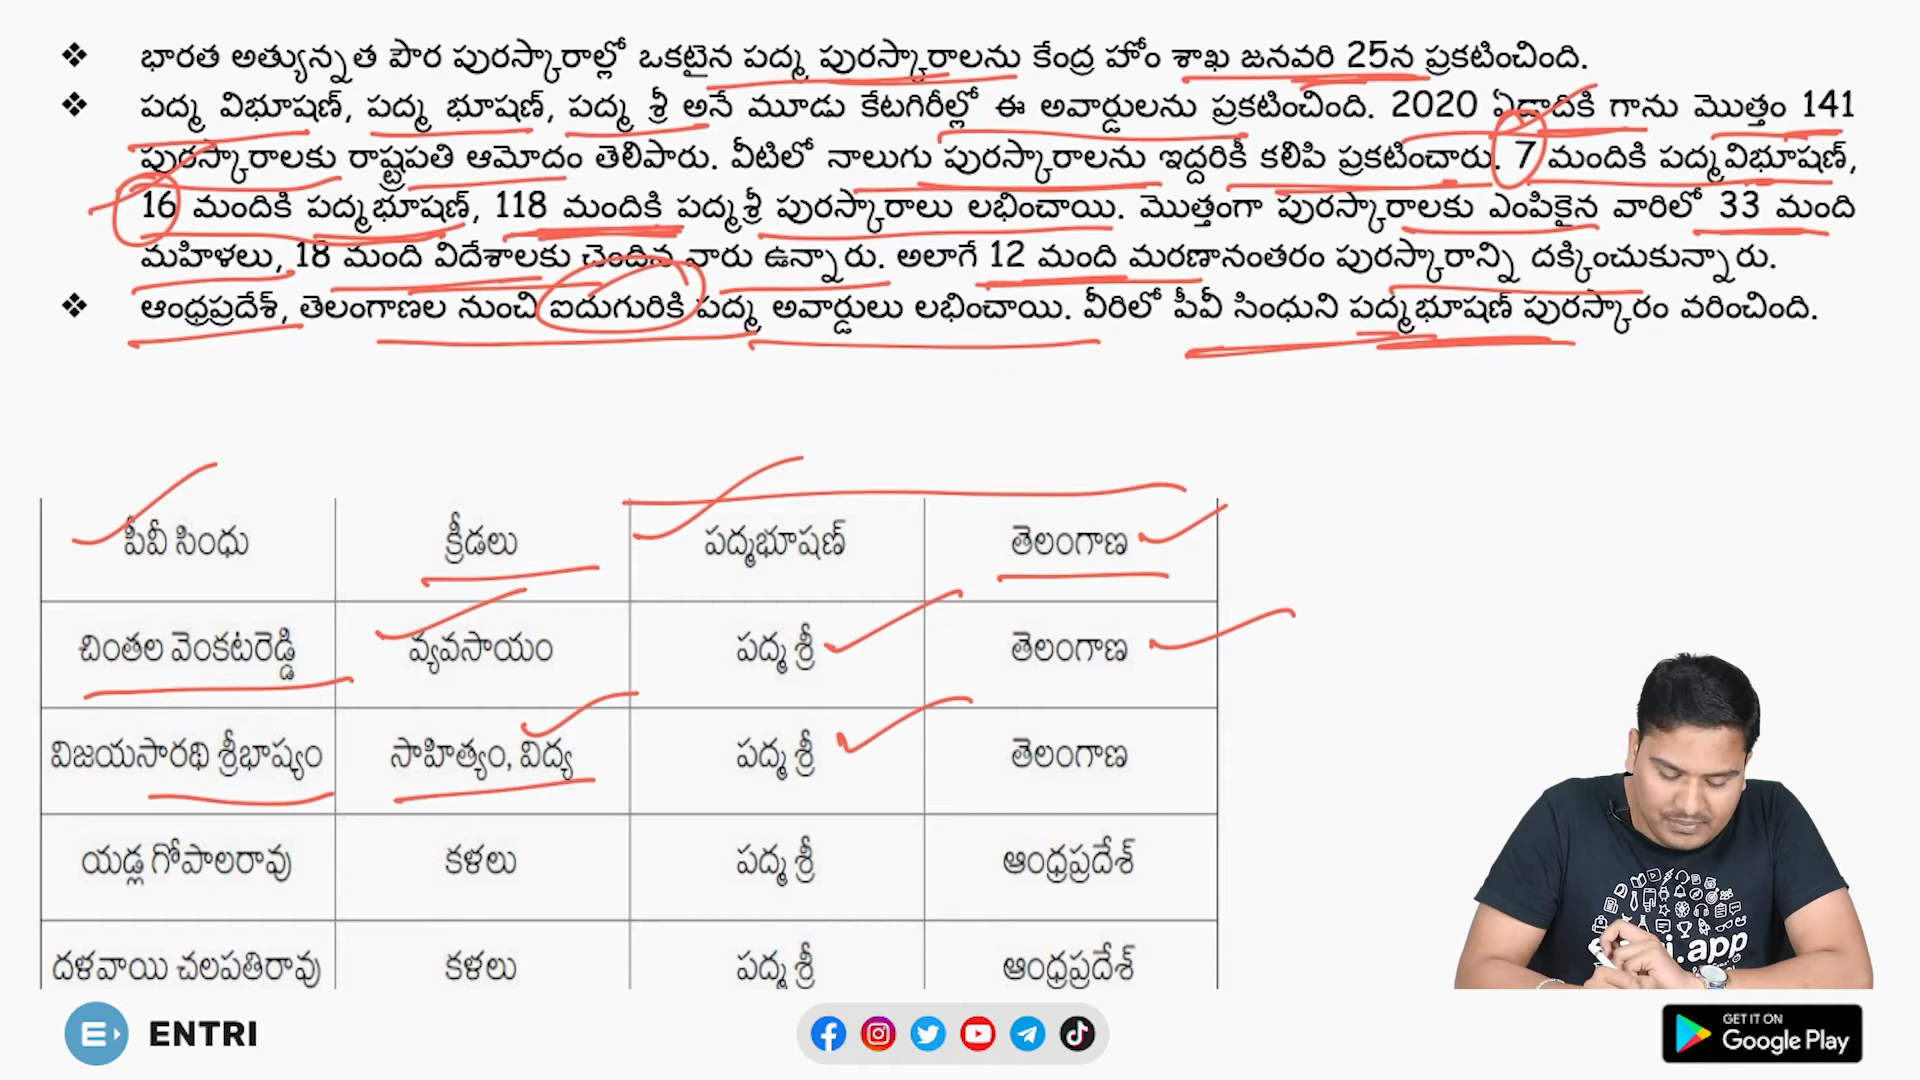 ❖ భారత అత్యున్నత పౌర పురస్కారాల్లో ఒకటైన పద్మ పురస్కారాలను కేంద్ర హోం శాఖ జనవరి 25న ప్రకటించింది.
❖ పద్మ విభూషణ్, పద్మ భూషణ్, పద్మ శ్రీ అనే మూడు కేటగిరీల్లో ఈ అవార్డులను ప్రకటించింది. 2020 ఏడాదికి గాను మొత్తం 141
పురస్కారాలకు రాష్ట్రపతి ఆమోదం తెలిపారు. వీటిలో నాలుగు పురస్కారాలను ఇద్దరికీ కలిపి ప్రకటించారు. 7 మందికి పద్మవిభూషణ్,
16 మందికి పద్మభూషణ్, 118 మందికి పద్మశ్రీ పురస్కారాలు లభించాయి. మొత్తంగా పురస్కారాలకు ఎంపికైన వారిలో 33 మంది
మహిళలు, 18 మంది విదేశాలకు చెందిన వారు ఉన్నారు. అలాగే 12 మంది మరణానంతరం పురస్కారాన్ని దక్కించుకున్నారు.
❖ ఆంధ్రప్రదేశ్, తెలంగాణల నుంచి ఐదుగురికి పద్మ అవార్డులు లభించాయి. వీరిలో పీవీ సింధుని పద్మభూషణ్ పురస్కారం వరించింది.
పీవీ సింధు క్రీడలు పద్మభూషణ్ తెలంగాణ
చింతల వెంకటరెడ్డి వ్యవసాయం పద్మ శ్రీ తెలంగాణ
విజయసారథి శ్రీభాష్యం సాహిత్యం, విద్య పద్మ శ్రీ తెలంగాణ
యడ్ల గోపాలరావు కళలు పద్మ శ్రీ ఆంధ్రప్రదేశ్
దళవాయి చలపతిరావు కళలు పద్మ శ్రీ ఆంధ్రప్రదేశ్
ENTRI
GET IT ON
Google Play